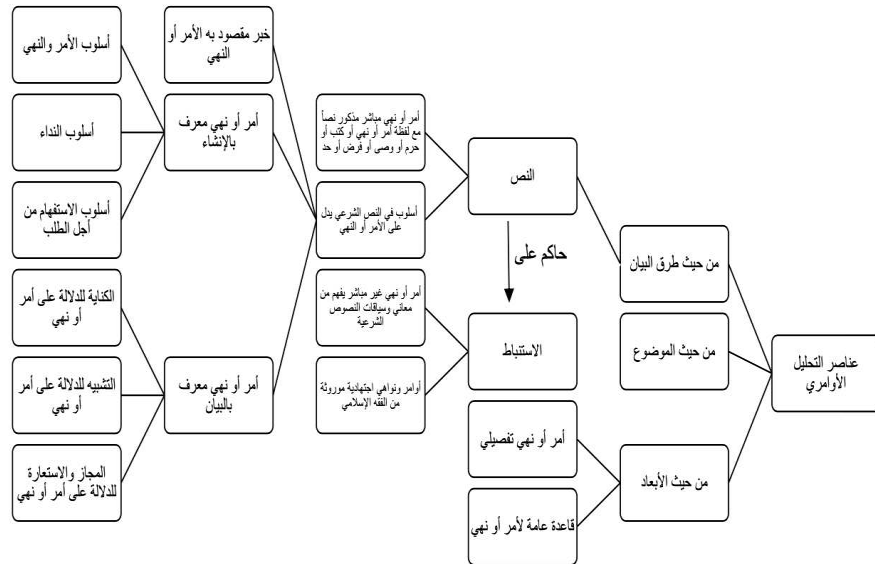 عناصر التحليل
الأوامري
من حيث طرق البيان
من حيث الموضوع
من حيث الأبعاد
النص
حاكم على
الاستنباط
أمر أو نهي تفصيلي
قاعدة عامة لأمر أو نهي
أمر أو نهي مباشر مذكور نصاً
مع لفظة أمر أو نهي أو كتب أو
حرم أو وصى أو فرض أو حد
أسلوب في النص الشرعي يدل
على الأمر أو النهي
أمر أو نهي غير مباشر يفهم من
معاني وسياقات النصوص
الشرعية
أوامر ونواهي اجتهادية موروثة
من الفقه الإسلامي
خبر مقصود به الأمر أو
النهي
أمر أو نهي معرف
بالإنشاء
أمر أو نهي معرف
بالبيان
أسلوب الأمر والنهي
أسلوب النداء
أسلوب الاستفهام من
أجل الطلب
الكناية للدلالة على أمر
أو نهي
التشبيه للدلالة على أمر
أو نهي
المجاز والاستعارة
للدلالة على أمر أو نهي